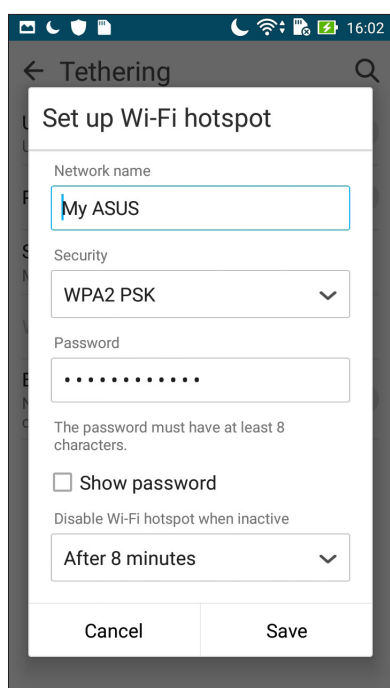 16:02
Tethering
Set up Wi-Fi hotspot
Network name
My ASUS
Security
WPA2 PSK
Password
••••••••••••
The password must have at least 8
characters.
Show password
Disable Wi-Fi hotspot when inactive
After 8 minutes
Cancel
Save